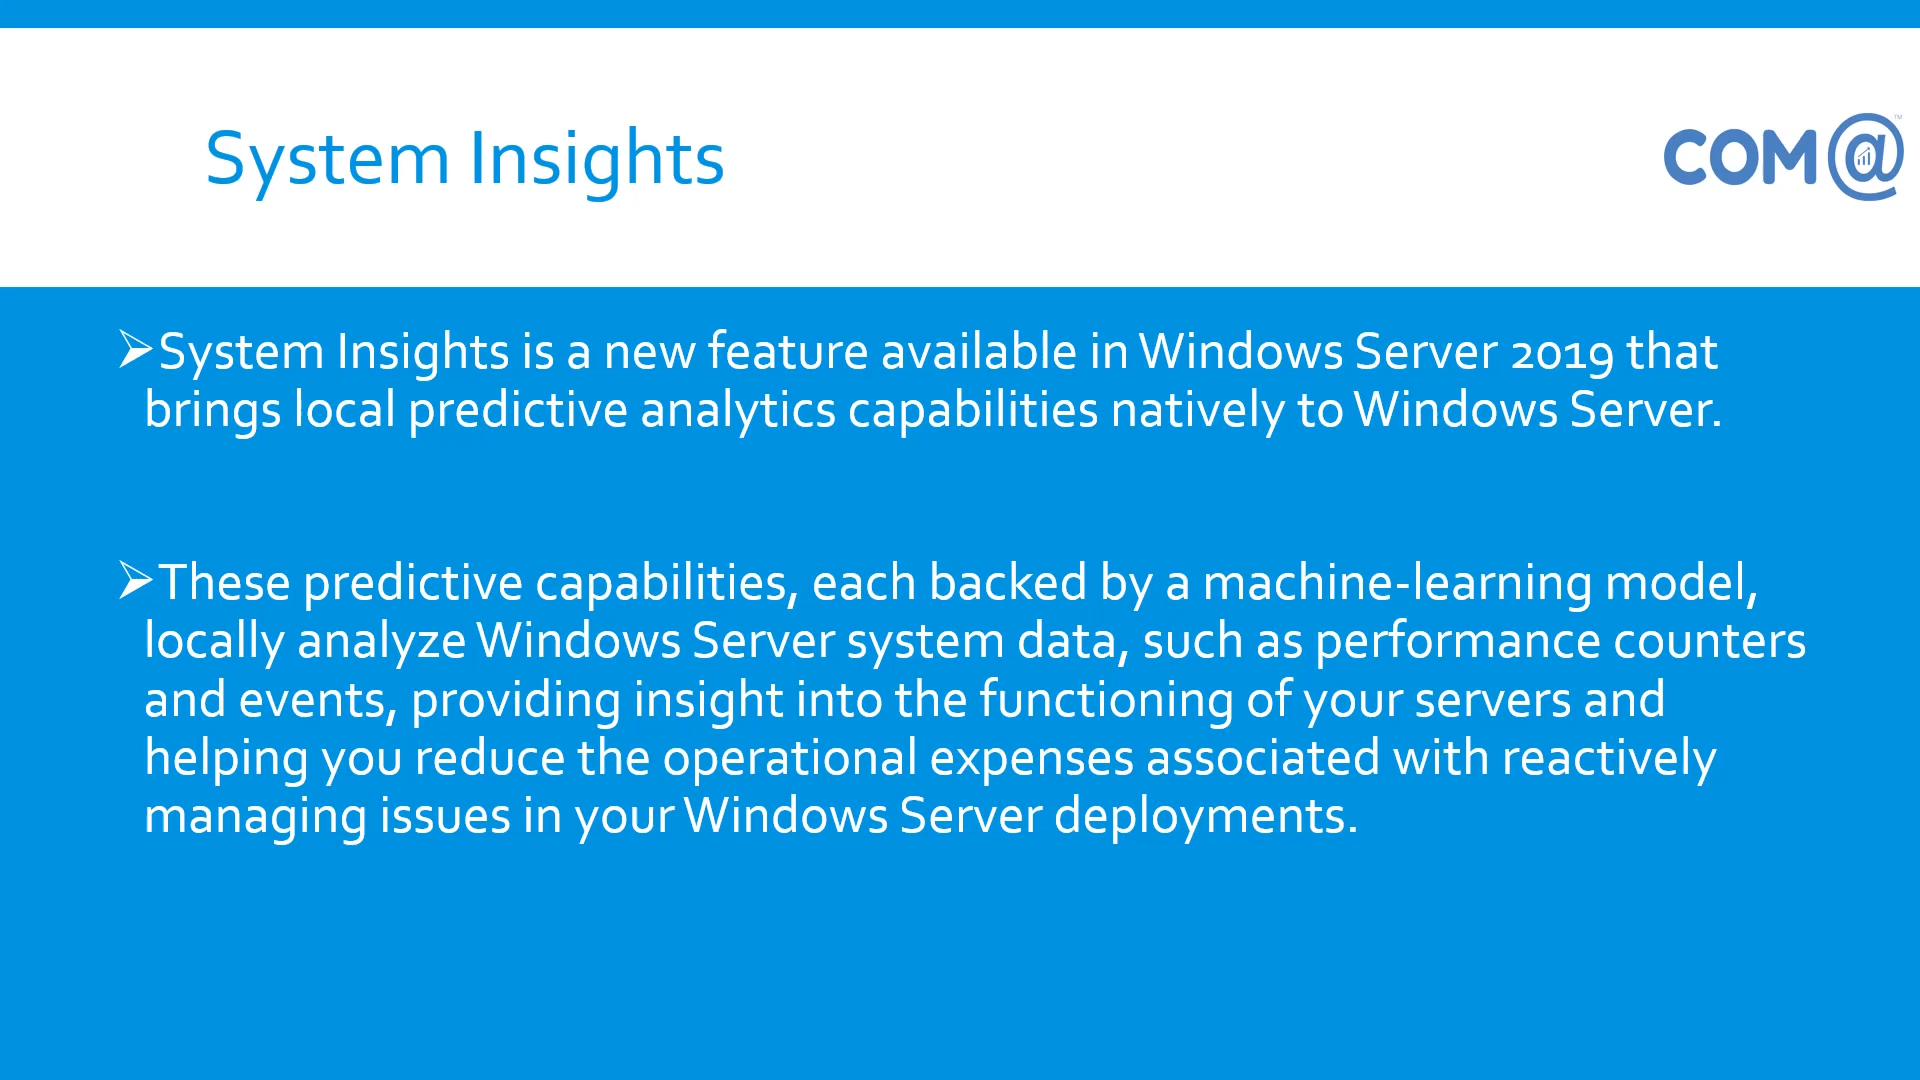 System Insights
COM@
TM
➢System Insights is a new feature available in Windows Server 2019 that
brings local predictive analytics capabilities natively to Windows Server.
➢These predictive capabilities, each backed by a machine-learning model,
locally analyze Windows Server system data, such as performance counters
and events, providing insight into the functioning of your servers and
helping you reduce the operational expenses associated with reactively
managing issues in your Windows Server deployments.